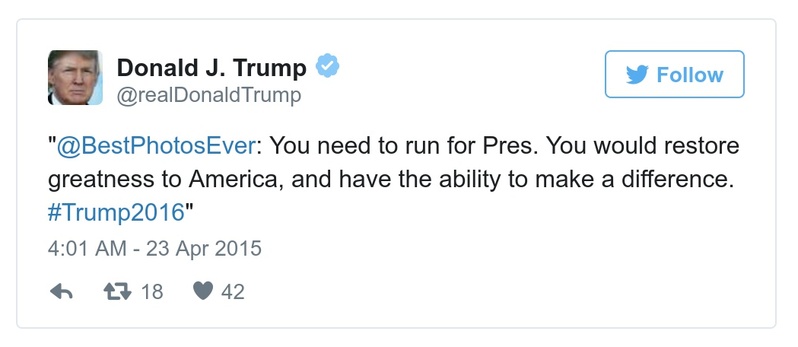 Donald J. Trump
@realDonaldTrump
Follow
"@BestPhotosEver: You need to run for Pres. You would restore
greatness to America, and have the ability to make a difference.
#Trump2016"
4:01 AM - 23 Apr 2015
18 42